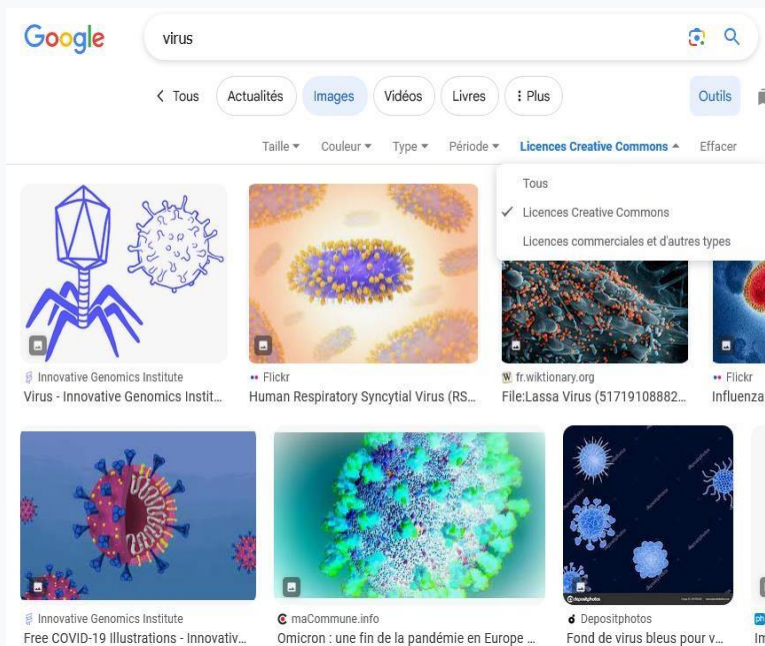 Google
virus
Tous
Actualités
Images
Vidéos
Livres
Plus
Outils
Taille
Couleur
Type
Période
Licences Creative Commons
Effacer
Tous
Licences Creative Commons
Licences commerciales et d'autres types
Innovative Genomics Institute
Virus - Innovative Genomics Instit...
Flickr
Human Respiratory Syncytial Virus (RS...
W fr.wiktionary.org
File:Lassa Virus (51719108882...
Flickr
Influenza
Innovative Genomics Institute
Free COVID-19 Illustrations - Innovativ...
maCommune.info
Omicron : une fin de la pandémie en Europe ...
depositphotos
Depositphotos
Fond de virus bleus pour v...
ph
Im